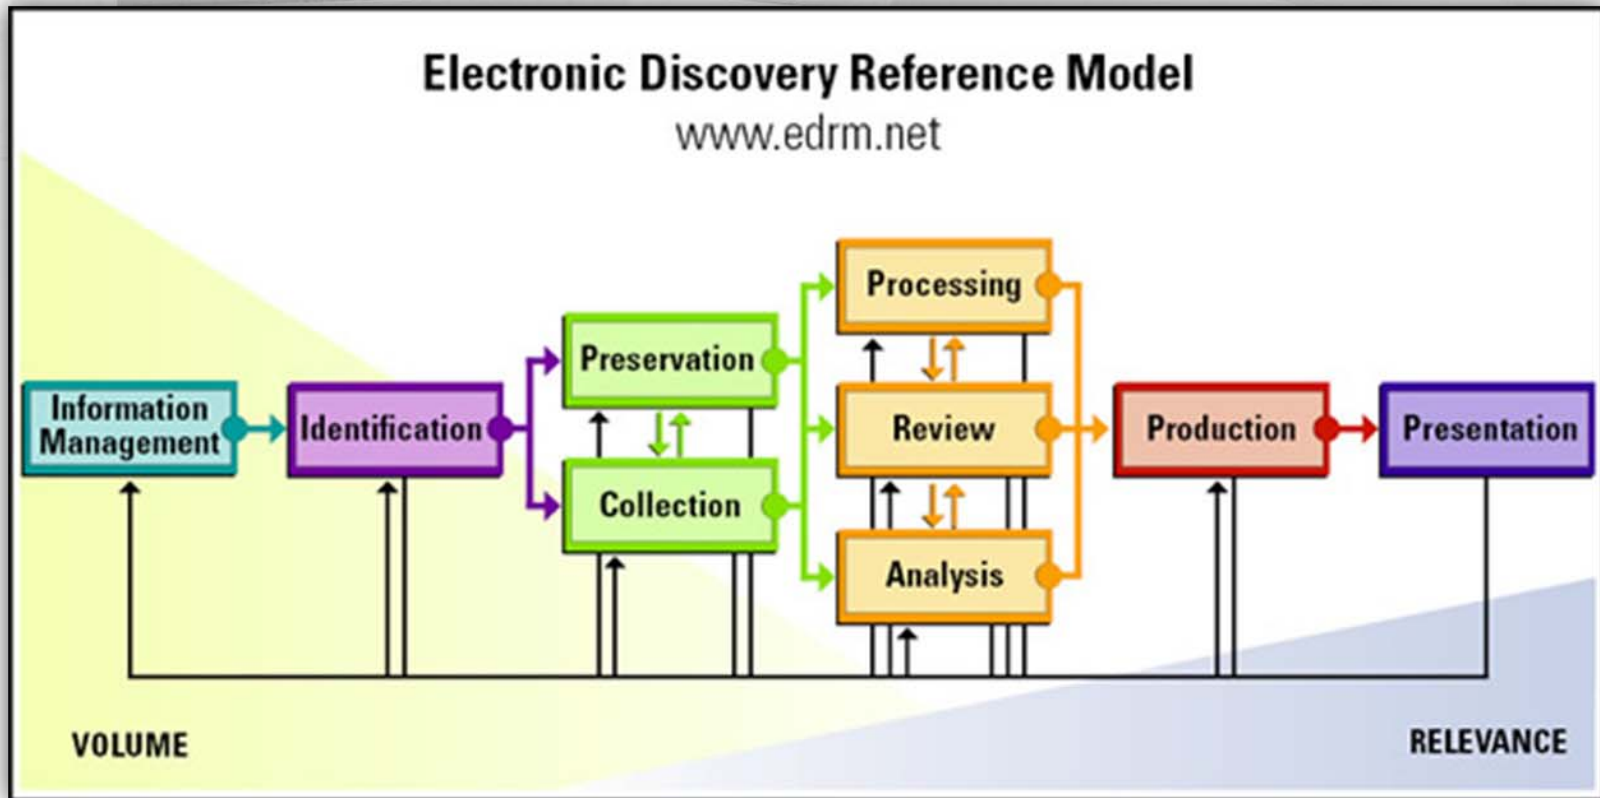 Electronic Discovery Reference Model
www.edrm.net
Processing
Preservation
Information
Management
Identification
Review
Production
Presentation
Collection
Analysis
VOLUME
RELEVANCE